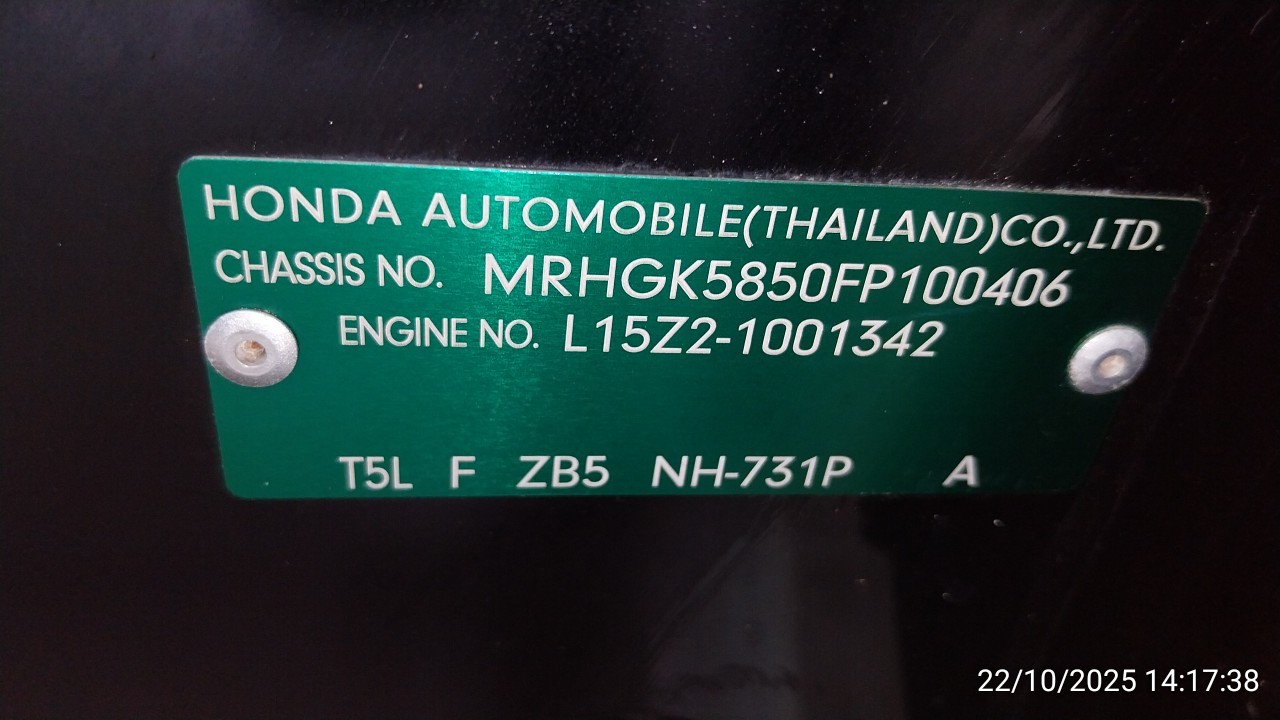 HONDA AUTOMOBILE(THAILAND)CO.,LTD.
CHASSIS NO. MRHGK5850FP100406
ENGINE NO. L15Z2-1001342
T5L F ZB5 NH-731P A
22/10/2025 14:17:38